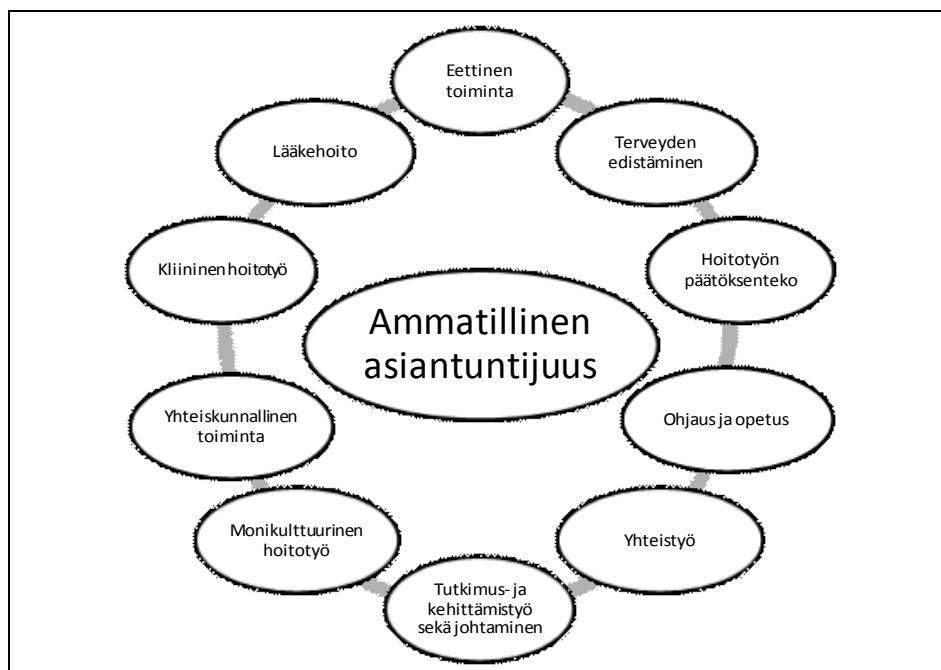 Eettinen
toiminta
Terveyden
edistäminen
Hoitotyön
päätöksenteko
Ohjaus ja opetus
Yhteistyö
Tutkimus- ja
kehittämistyö
sekä johtaminen
Monikulttuurinen
hoitotyö
Yhteiskunnallinen
toiminta
Kliininen hoitotyö
Lääkehoito
Ammatillinen
asiantuntijuus